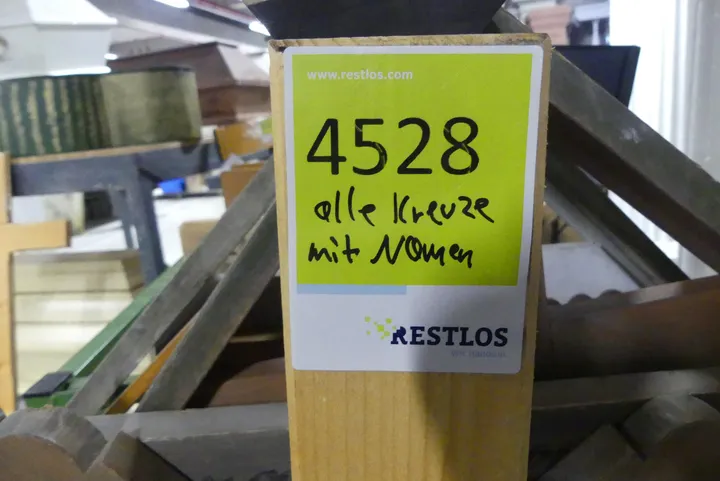 www.restlos.com
4528
alle Kreuze
mit Namen
RESTLOS